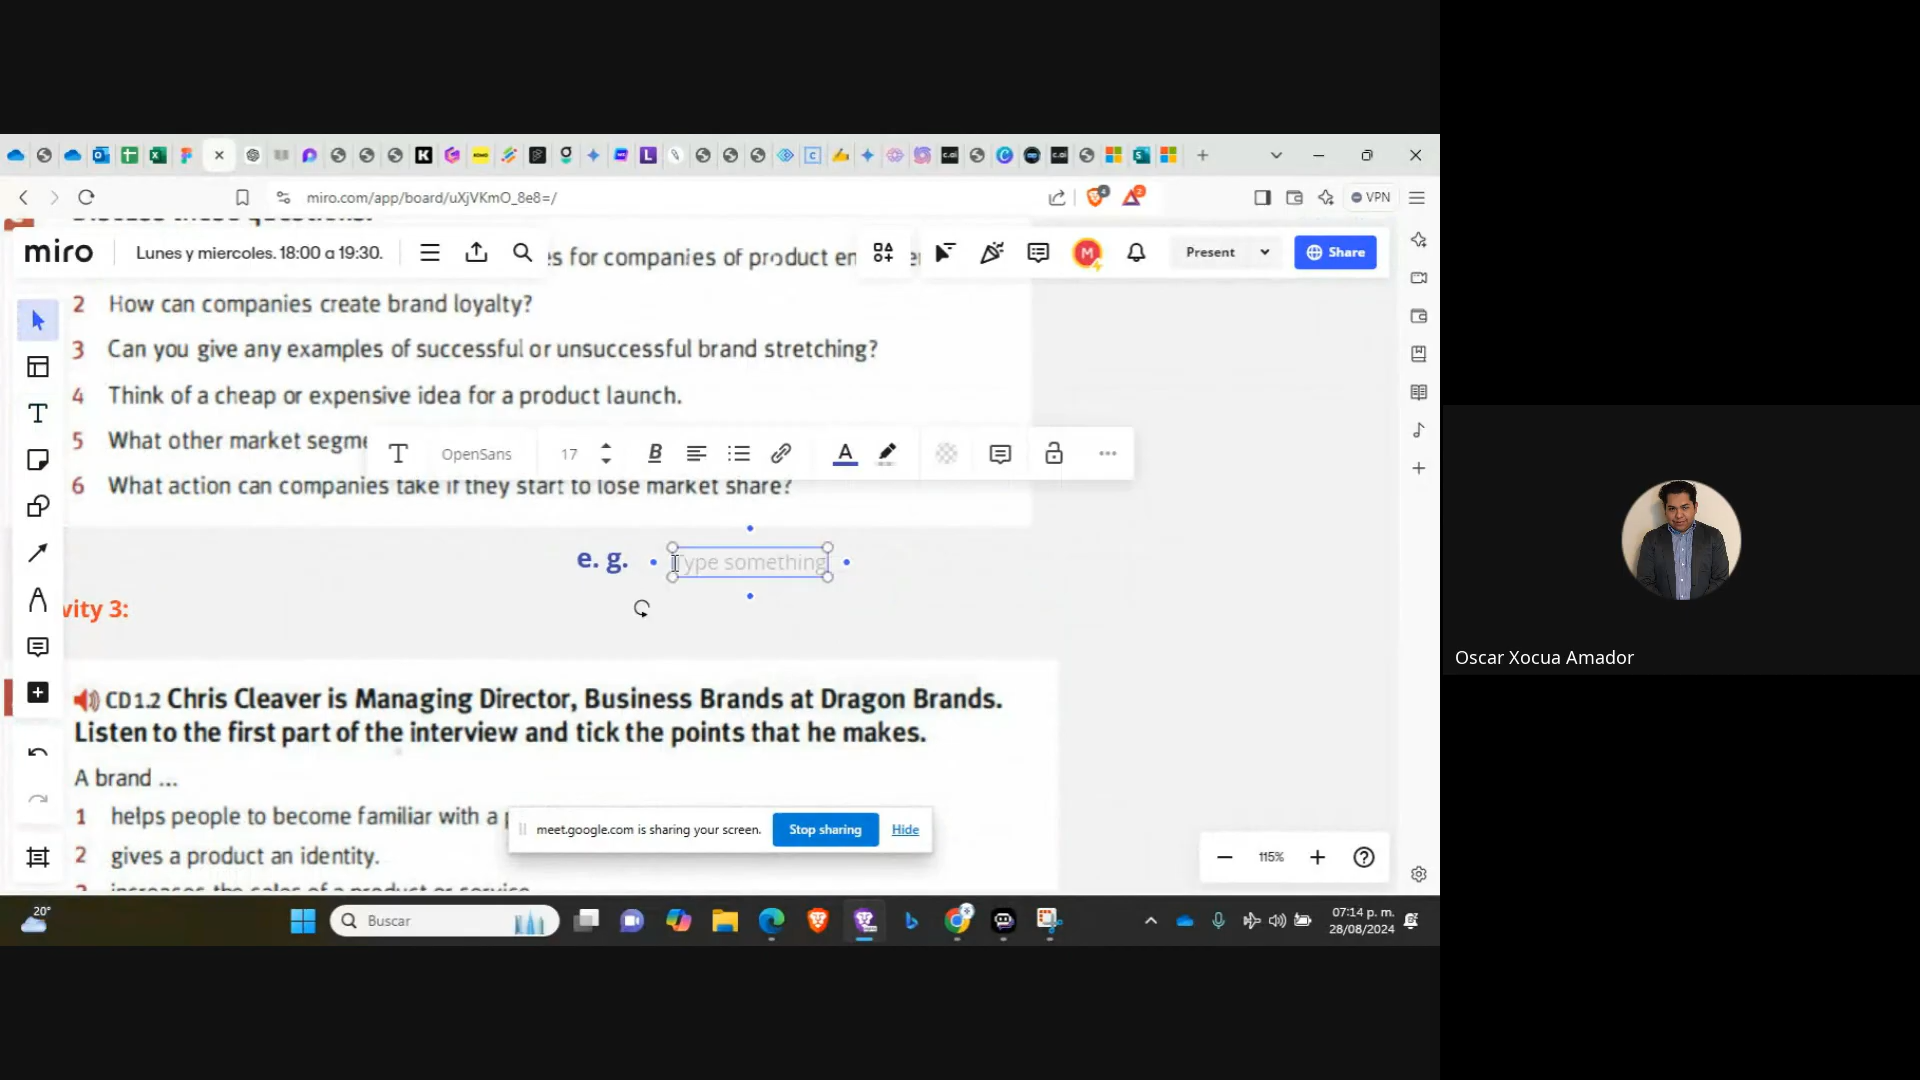 miro.com/app/board/uXjVKmO_8e8=/
VPN
miro
Lunes y miercoles. 18:00 a 19:30.
es for companies of product en
Present
Share
2 How can companies create brand loyalty?
3 Can you give any examples of successful or unsuccessful brand stretching?
4 Think of a cheap or expensive idea for a product launch.
5 What other market segme
OpenSans
17
6 What action can companies take if they start to lose market share?
e. g.
Type something
vity 3:
CD1.2 Chris Cleaver is Managing Director, Business Brands at Dragon Brands.
Listen to the first part of the interview and tick the points that he makes.
A brand ...
1 helps people to become familiar with a p
2 gives a product an identity.
meet.google.com is sharing your screen.
Stop sharing
Hide
115%
20°
Buscar
07:14 p. m.
28/08/2024
Oscar Xocua Amador